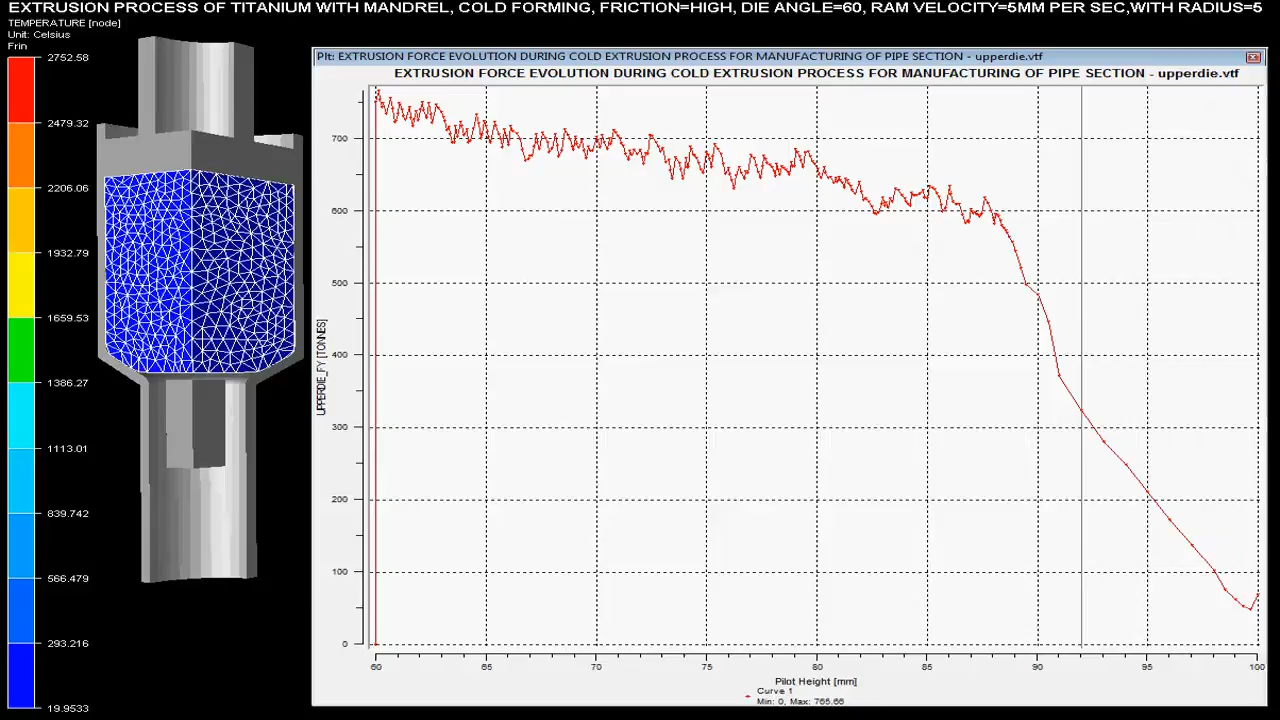 EXTRUSION PROCESS OF TITANIUM WITH MANDREL, COLD FORMING, FRICTION=HIGH, DIE ANGLE=60, RAM VELOCITY=5MM PER SEC,WITH RADIUS=5
TEMPERATURE [node]
Unit: Celsius
Frin
2752.58
2479.32
2206.06
1932.79
1659.53
1386.27
1113.01
839.742
566.479
293.216
19.9533
Plt: EXTRUSION FORCE EVOLUTION DURING COLD EXTRUSION PROCESS FOR MANUFACTURING OF PIPE SECTION - upperdie.vtf
EXTRUSION FORCE EVOLUTION DURING COLD EXTRUSION PROCESS FOR MANUFACTURING OF PIPE SECTION - upperdie.vtf
UPPERDIE_FY [TONNES]
700
600
500
400
300
200
100
0
60 65 70 75 80 85 90 95 100
Pilot Height [mm]
Curve 1
Min: 0, Max: 765.66